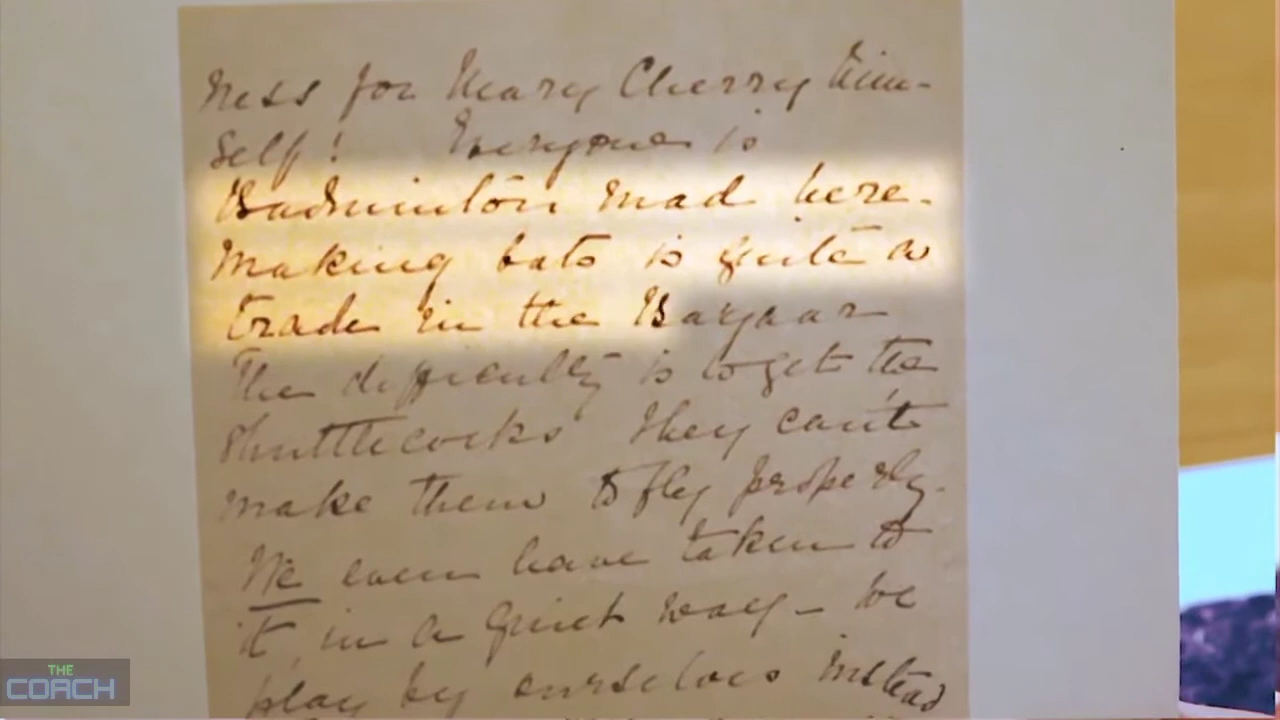 ness for Mary Cherry him-
self! Everyone is
Badminton mad here.
Making bats is quite a
trade in the Bazaar
The difficulty is to get the
shuttlecocks They can't
make them to fly properly.
We even have taken to
it, in a quiet way – we
play by ourselves instead
THE
COACH